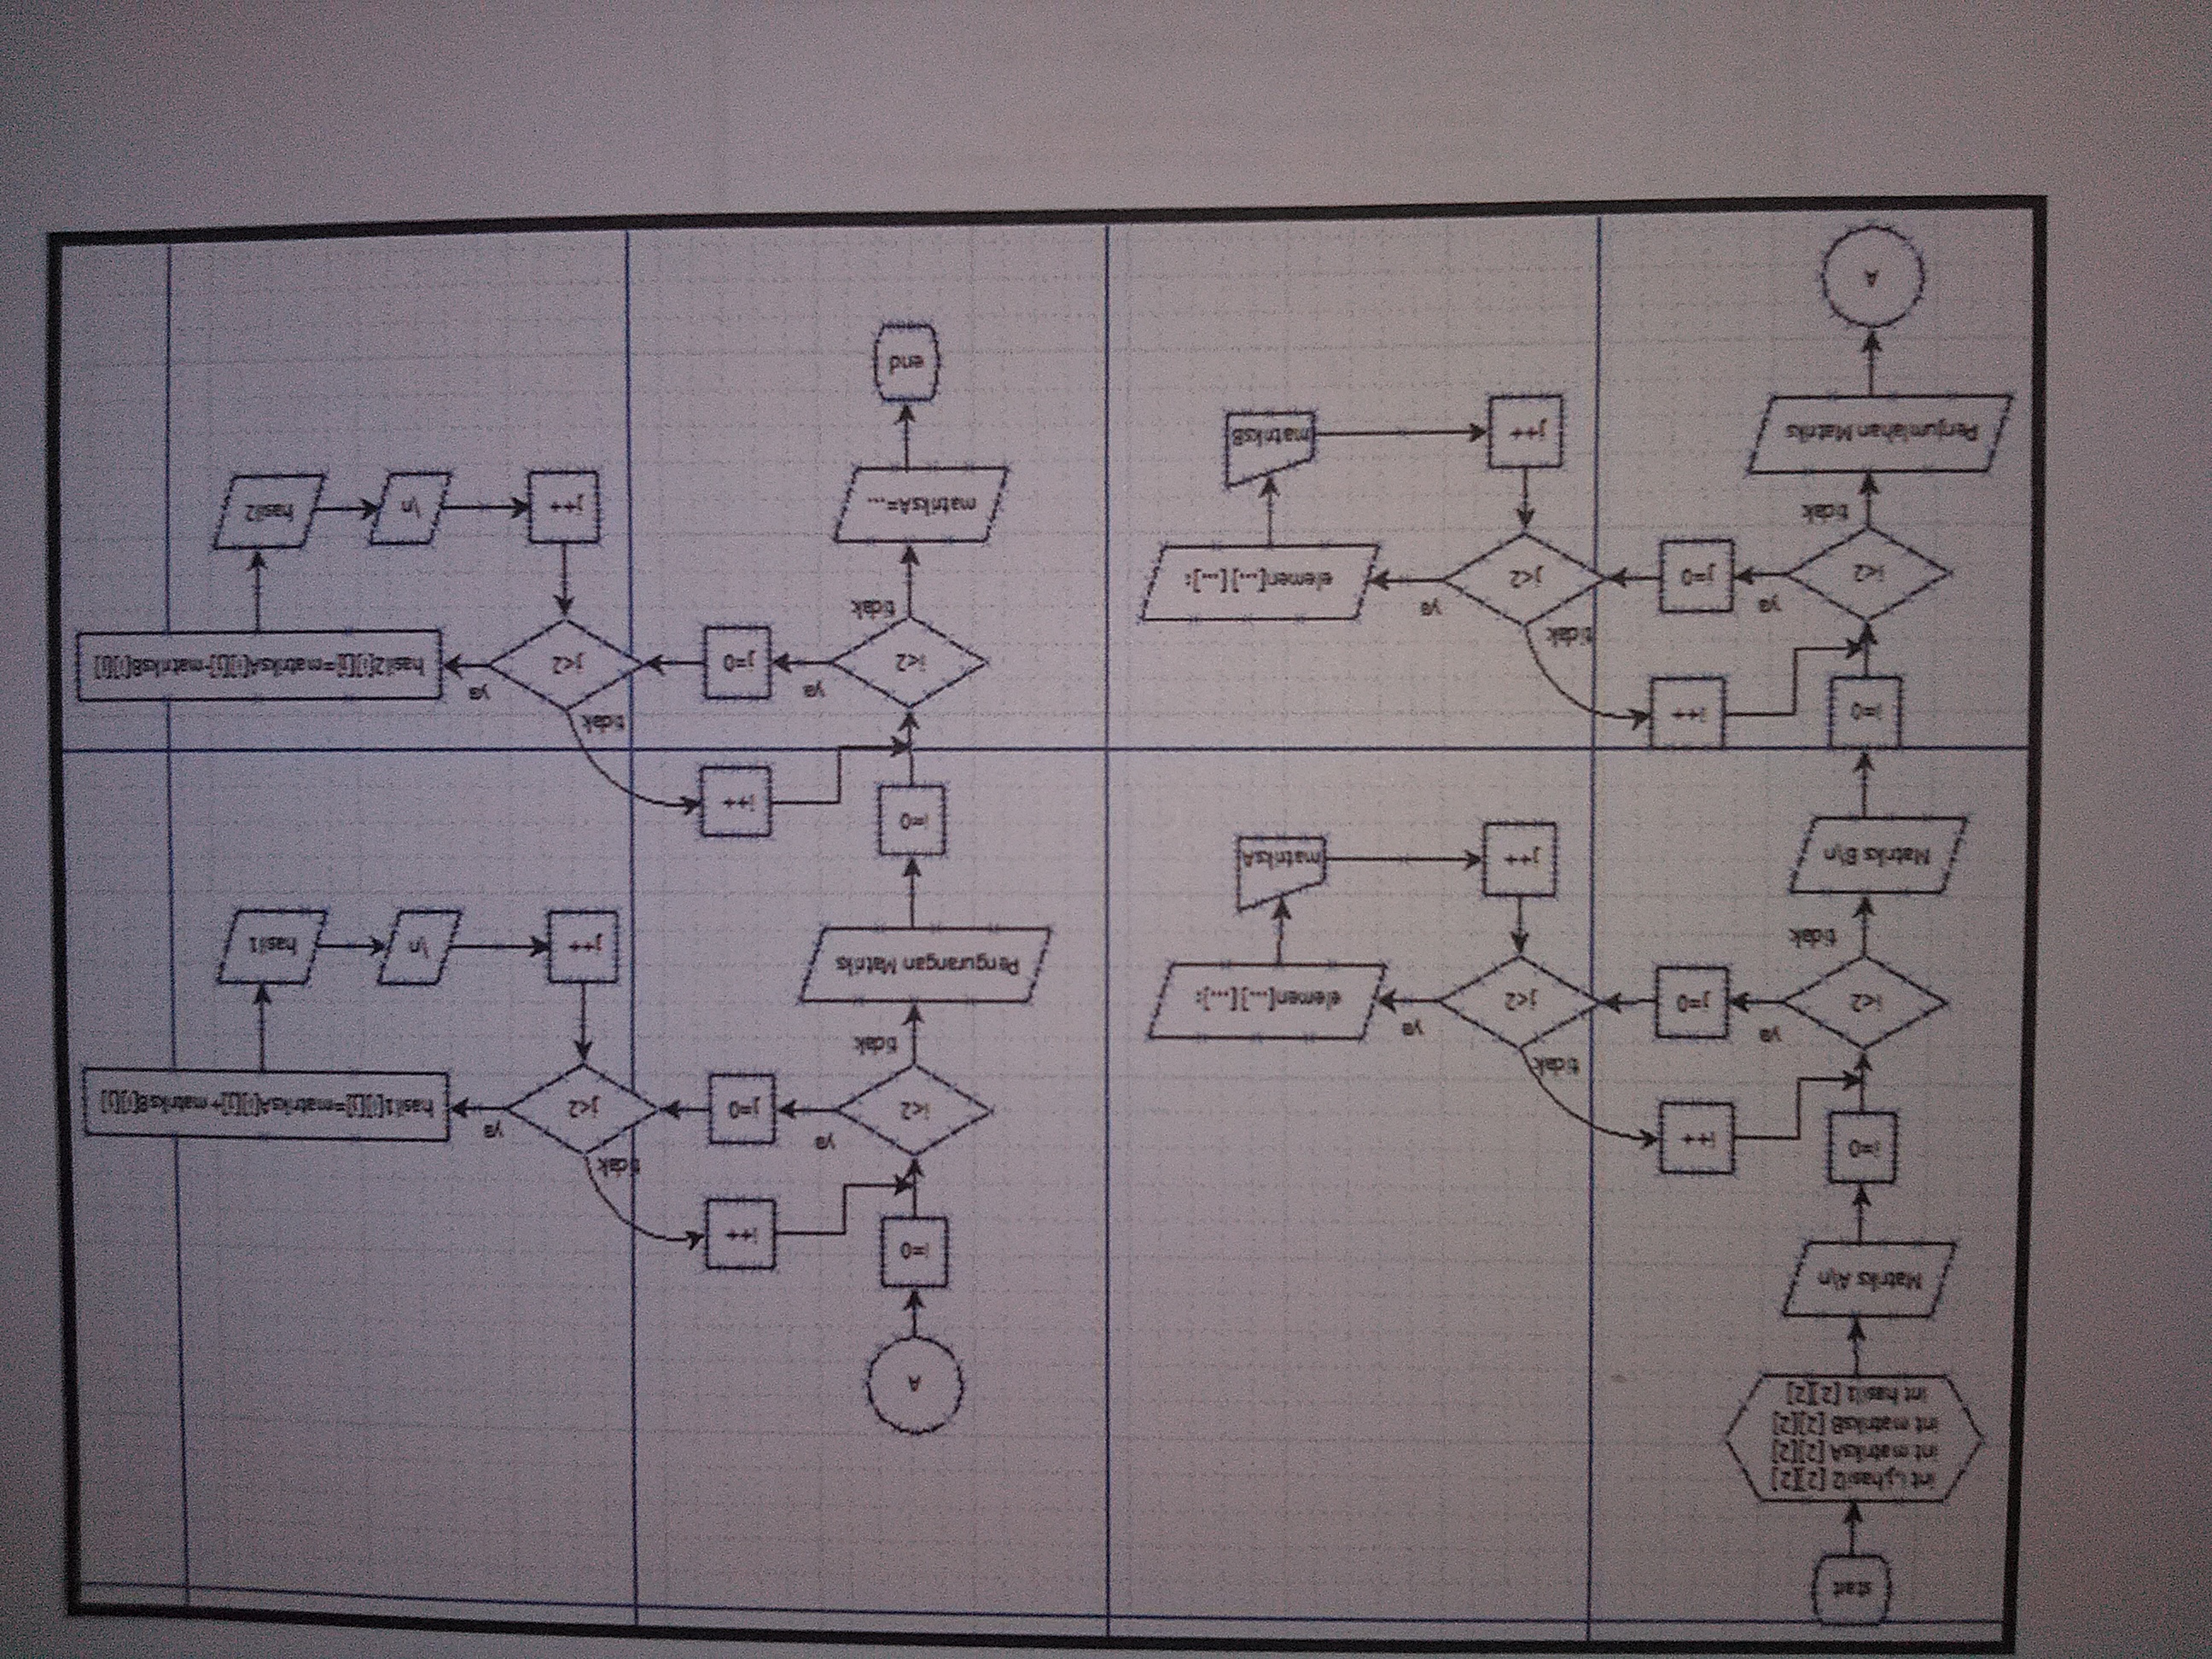 start
int i,j,hasil2 [2][2]
int matriksA [2][2]
int matriksB [2][2]
int hasil1 [2][2]
Matriks A\n
i=0
i++
tidak
i<2
ya
j=0
j<2
ya
elemen[...][...]:
tidak
j++
matriksA
Matriks B\n
i=0
i++
tidak
i<2
ya
j=0
j<2
ya
elemen[...][...]:
tidak
j++
matriksB
Penjumlahan Matriks
A
A
i=0
i++
tidak
i<2
ya
j=0
j<2
ya
hasil1[i][j]=matriksA[i][j]+matriksB[i][j]
tidak
j++
\n
hasil1
Pengurangan Matriks
i=0
i++
tidak
i<2
ya
j=0
j<2
ya
hasil2[i][j]=matriksA[i][j]-matriksB[i][j]
tidak
j++
\n
hasil2
matriksA=...
end